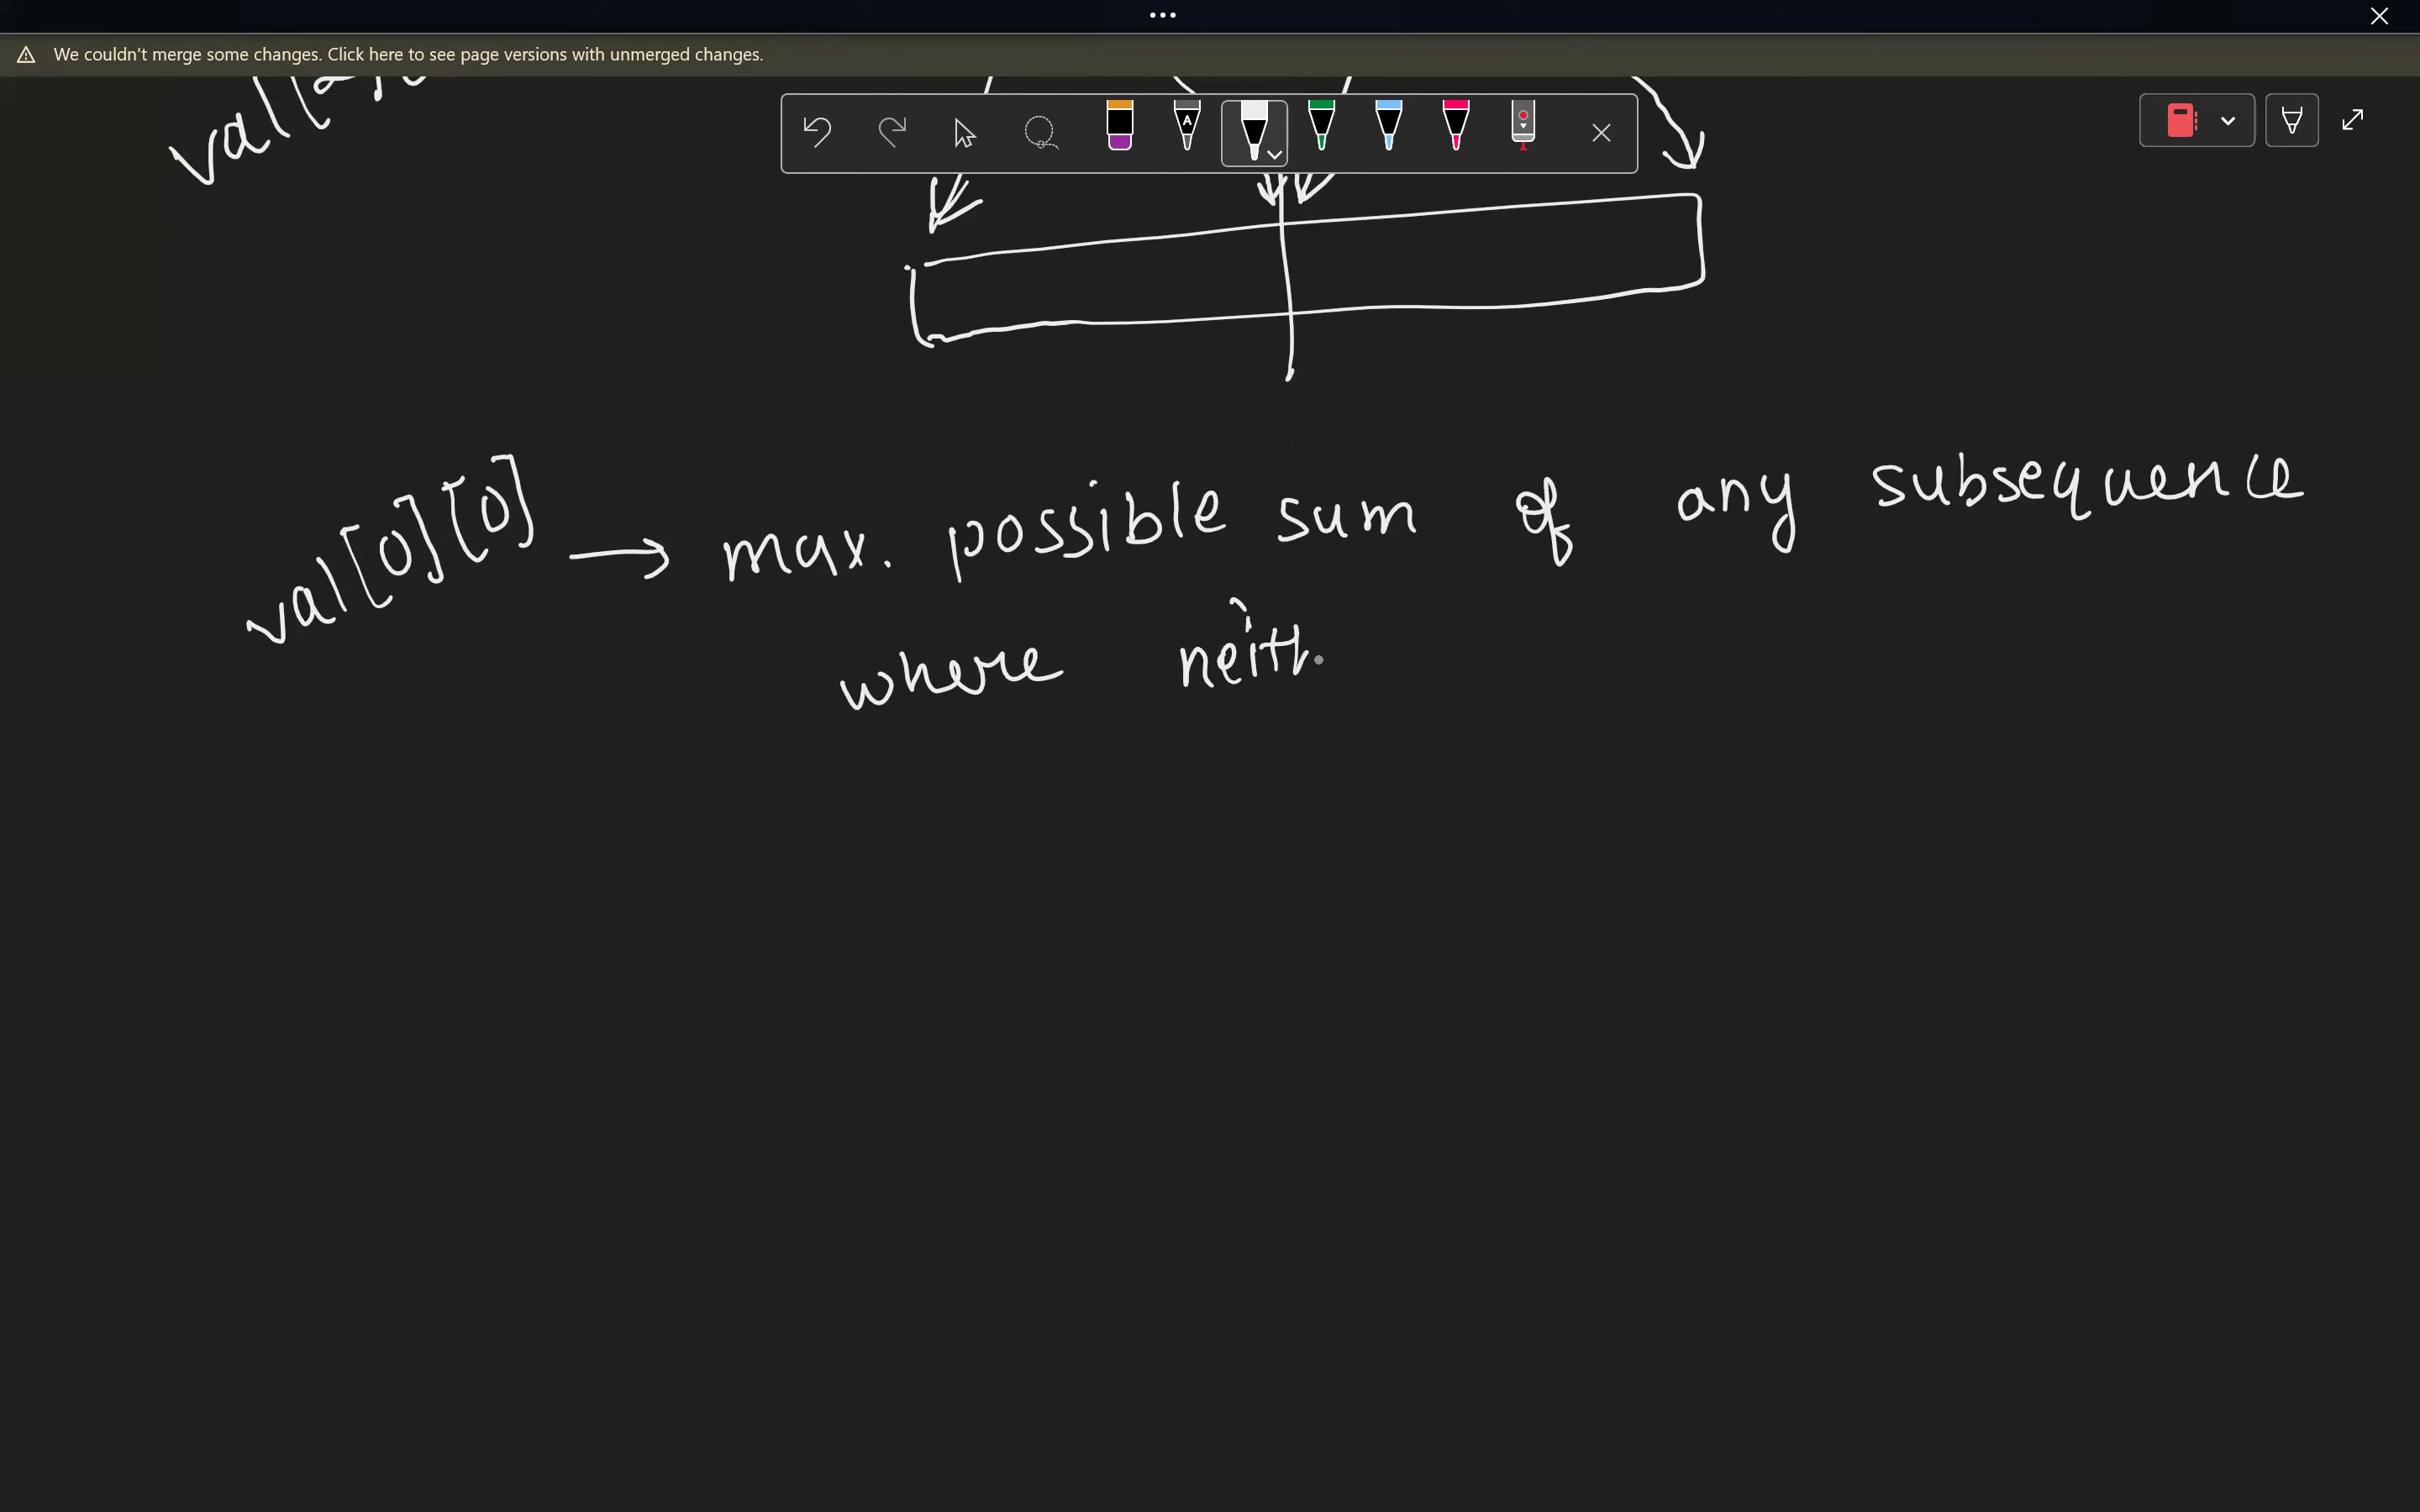 We couldn't merge some changes. Click here to see page versions with unmerged changes.
A
val[0][0] → max. possible sum of any subsequence
where neith